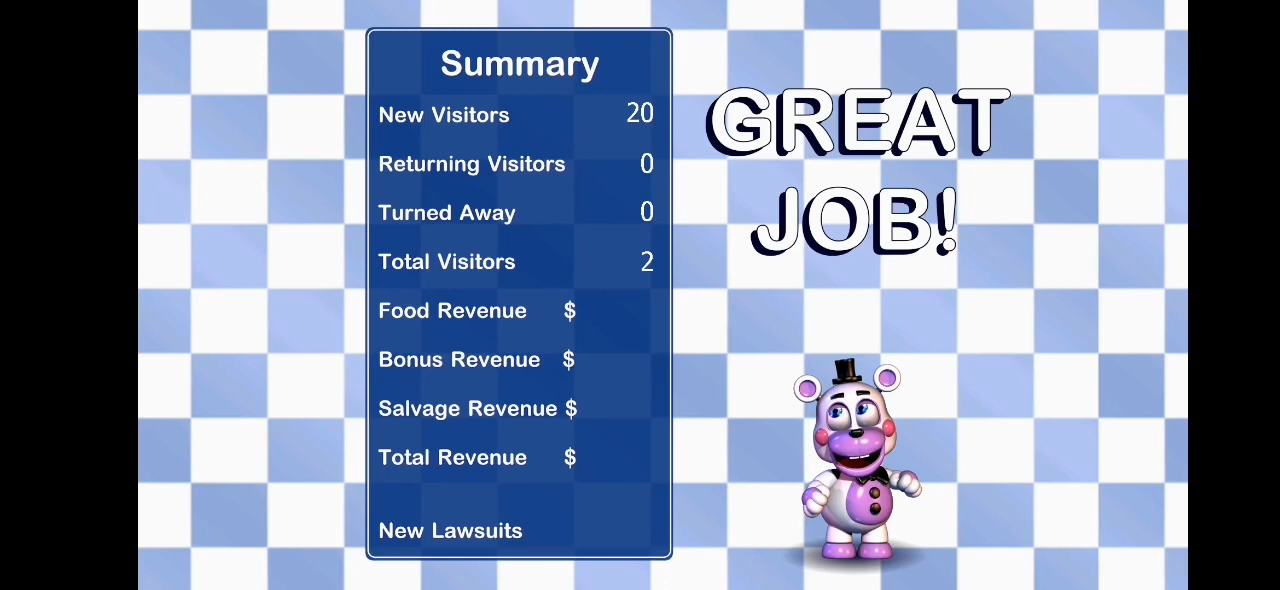 Summary
New Visitors 20
Returning Visitors 0
Turned Away 0
Total Visitors 2
Food Revenue $
Bonus Revenue $
Salvage Revenue $
Total Revenue $
New Lawsuits
GREAT
JOB!